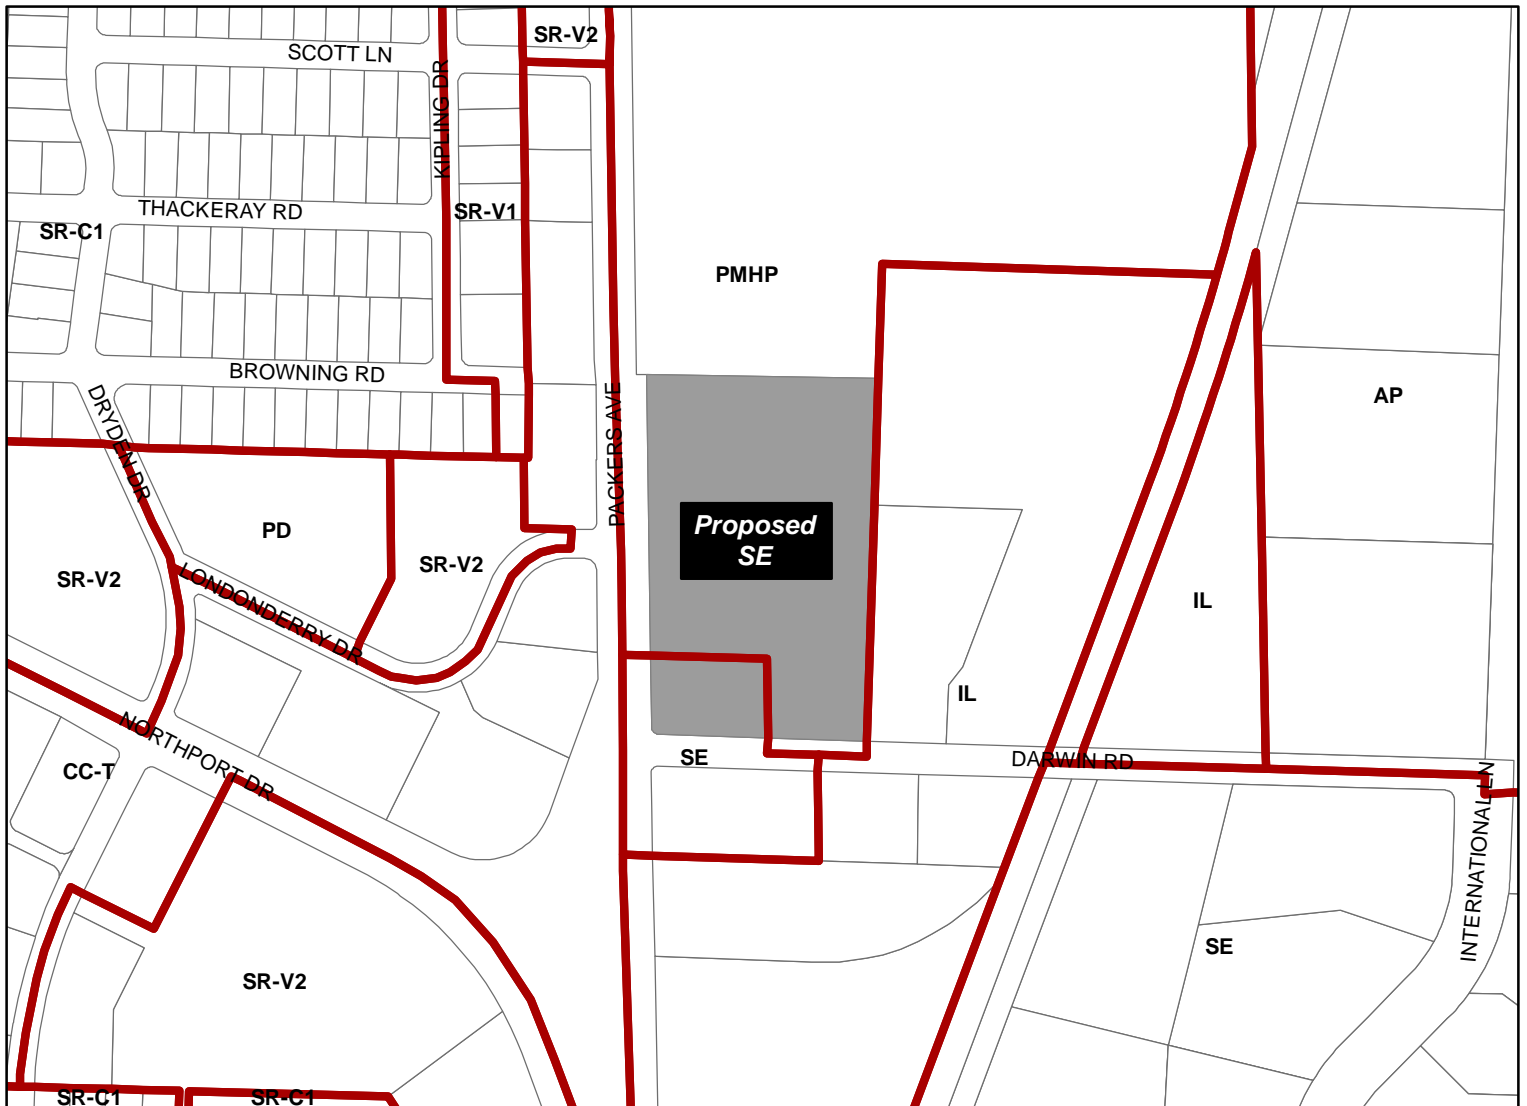 SR-V2
SCOTT LN
KIPLING DR
THACKERAY RD
SR-V1
SR-C1
PMHP
BROWNING RD
DRYDEN DR
PACKERS AVE
AP
PD
Proposed
SE
SR-V2
SR-V2
IL
LONDONDERRY DR
IL
NORTHPORT DR
SE
DARWIN RD
CC-T
INTERNATIONAL LN
SE
SR-V2
SR-C1
SR-C1